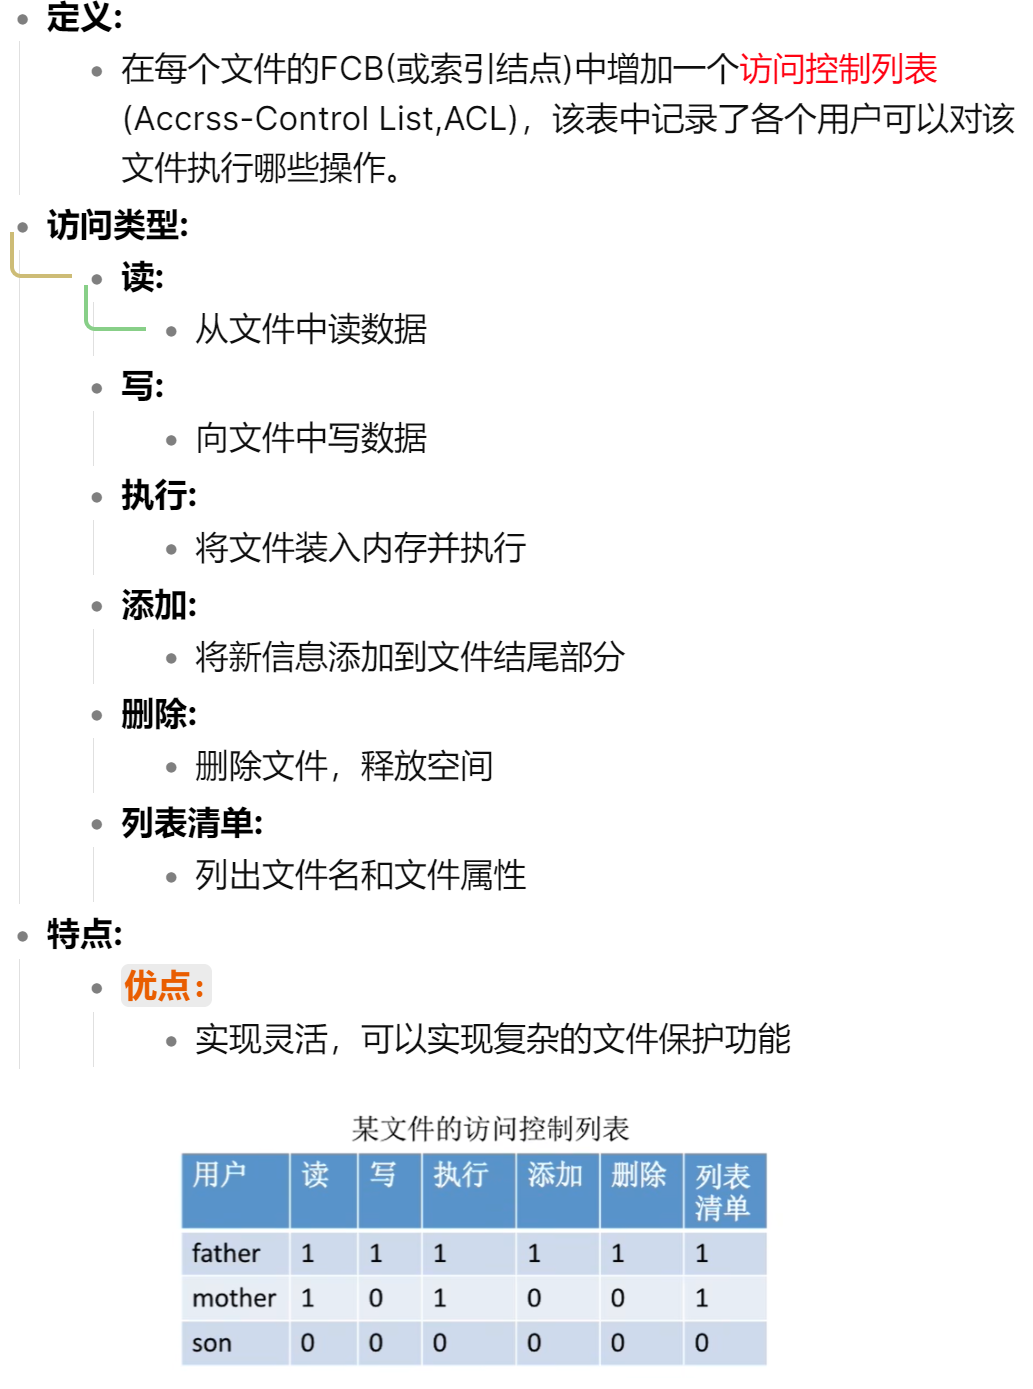 定义:
在每个文件的FCB(或索引结点)中增加一个访问控制列表
(Accrss-Control List,ACL)，该表中记录了各个用户可以对该
文件执行哪些操作。
访问类型:
读:
从文件中读数据
写:
向文件中写数据
执行:
将文件装入内存并执行
添加:
将新信息添加到文件结尾部分
删除:
删除文件，释放空间
列表清单:
列出文件名和文件属性
特点:
优点：
实现灵活，可以实现复杂的文件保护功能
某文件的访问控制列表
用户 读 写 执行 添加 删除 列表
清单
father 1 1 1 1 1 1
mother 1 0 1 0 0 1
son 0 0 0 0 0 0